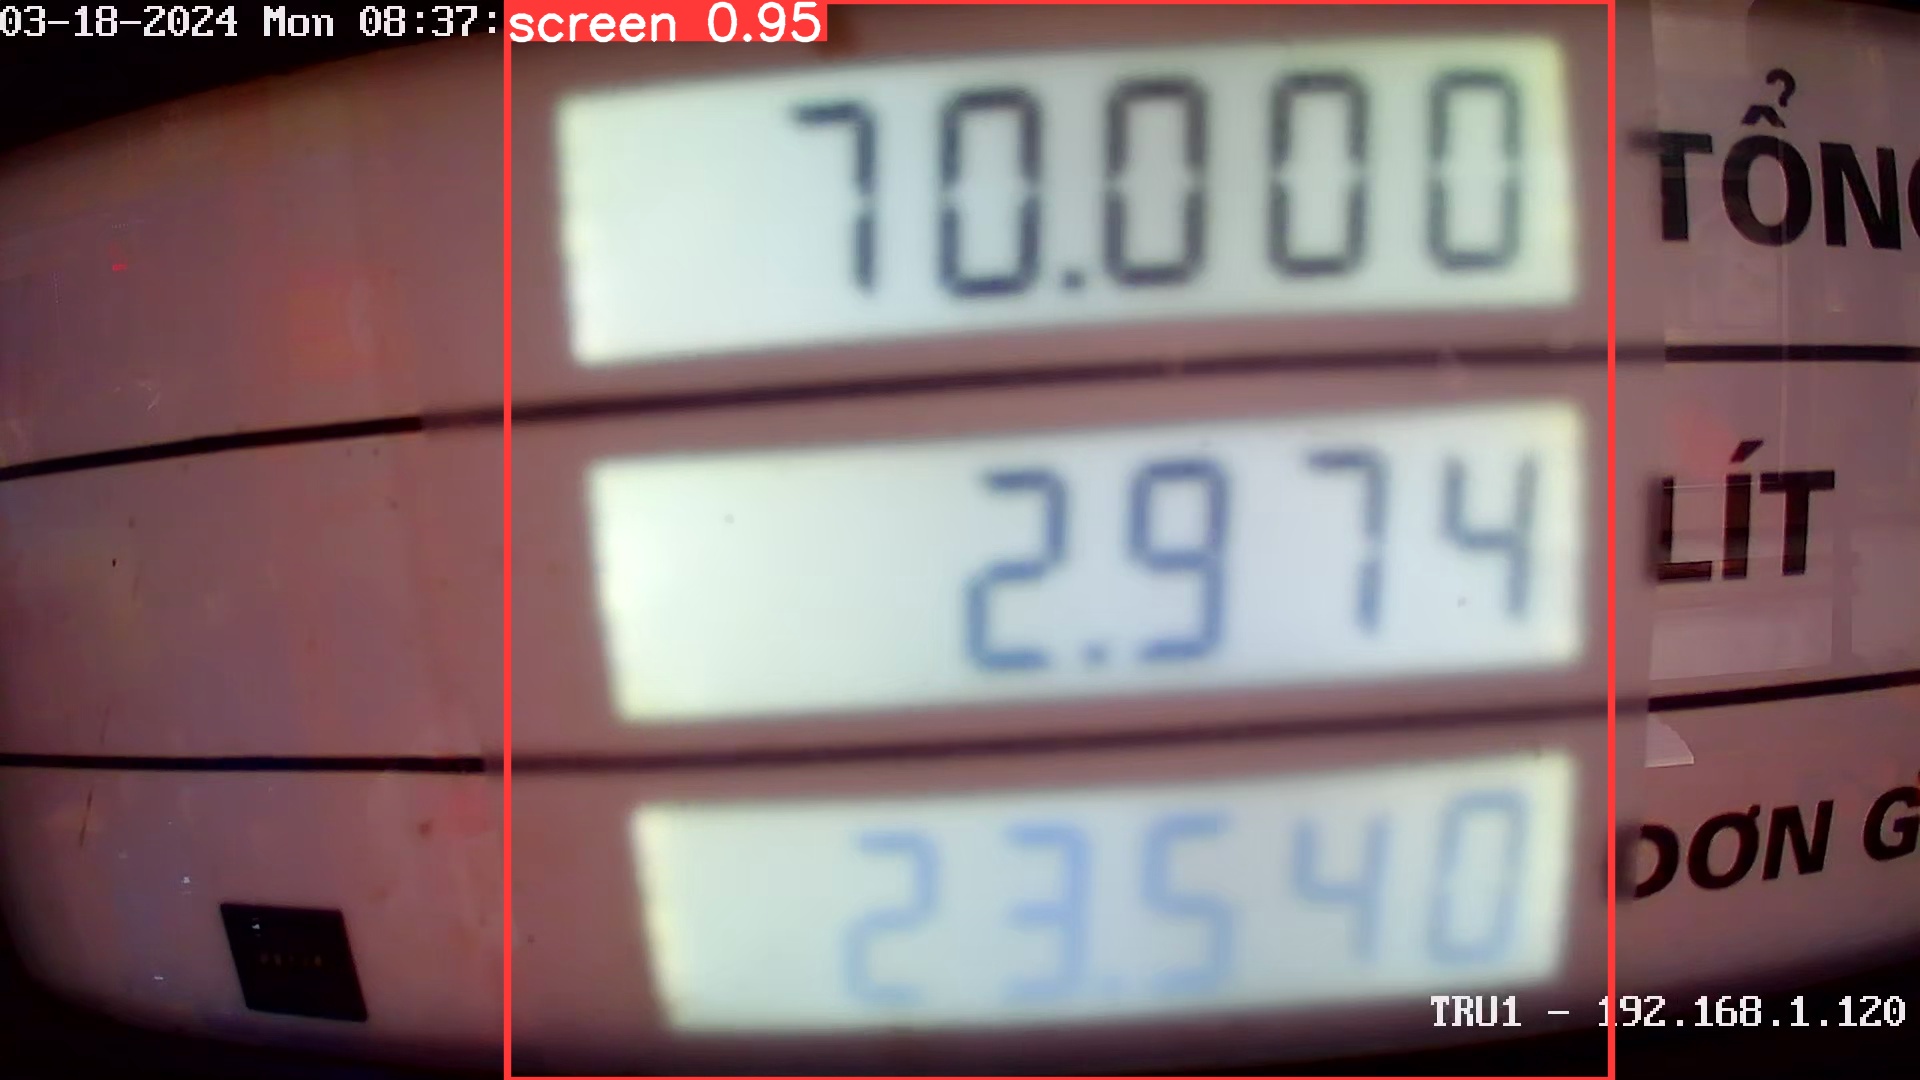 03-18-2024 Mon 08:37:
screen 0.95
70.000
TỔNG
2.974
LÍT
23.540
ĐƠN G
TRU1 - 192.168.1.120